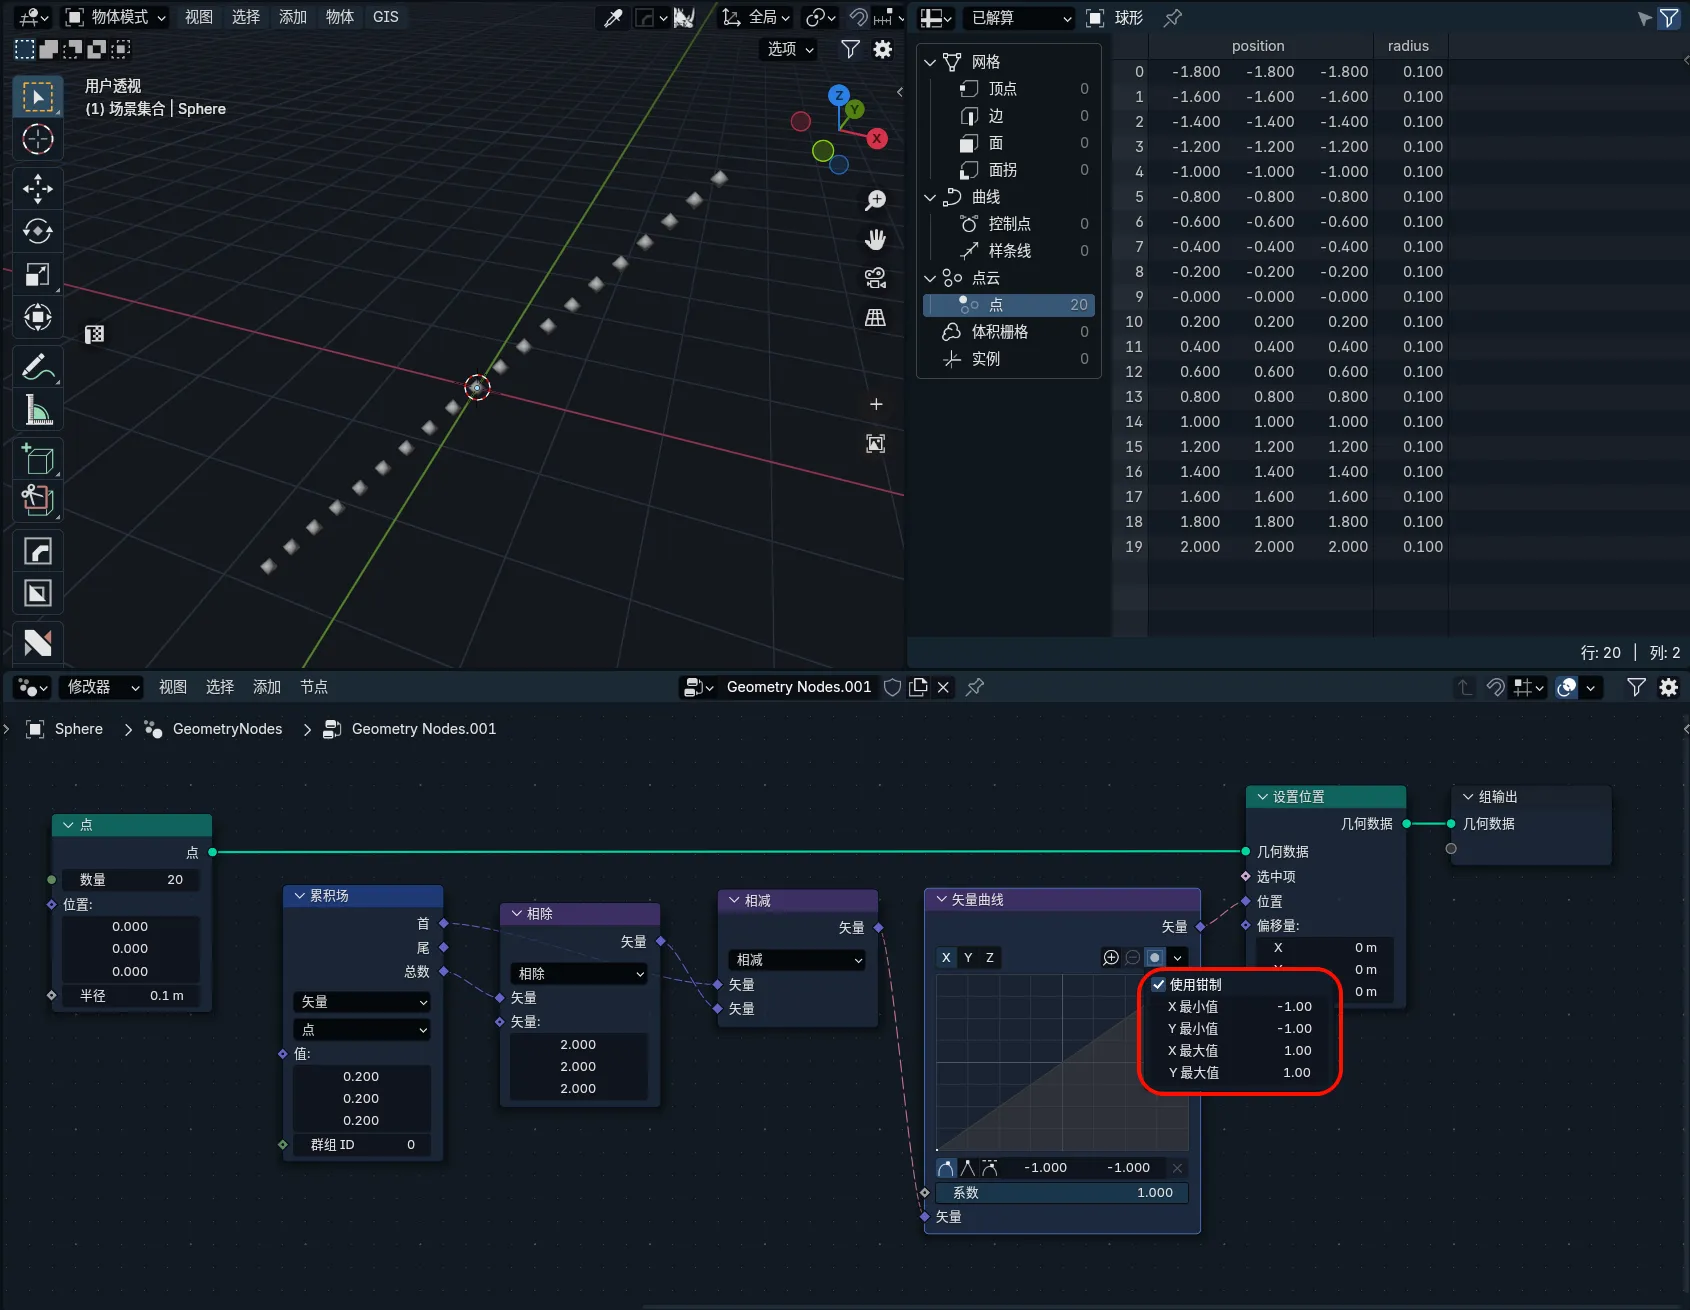 物体模式 视图 选择 添加 物体 GIS 全局
选项
用户透视
(1) 场景集合 | Sphere
Z
Y
X
已解算 球形
网格
顶点 0
边 0
面 0
面拐 0
曲线
控制点 0
样条线 0
点云
点 20
体积栅格 0
实例 0
position radius
0 -1.800 -1.800 -1.800 0.100
1 -1.600 -1.600 -1.600 0.100
2 -1.400 -1.400 -1.400 0.100
3 -1.200 -1.200 -1.200 0.100
4 -1.000 -1.000 -1.000 0.100
5 -0.800 -0.800 -0.800 0.100
6 -0.600 -0.600 -0.600 0.100
7 -0.400 -0.400 -0.400 0.100
8 -0.200 -0.200 -0.200 0.100
9 -0.000 -0.000 -0.000 0.100
10 0.200 0.200 0.200 0.100
11 0.400 0.400 0.400 0.100
12 0.600 0.600 0.600 0.100
13 0.800 0.800 0.800 0.100
14 1.000 1.000 1.000 0.100
15 1.200 1.200 1.200 0.100
16 1.400 1.400 1.400 0.100
17 1.600 1.600 1.600 0.100
18 1.800 1.800 1.800 0.100
19 2.000 2.000 2.000 0.100
行: 20 | 列: 2
修改器 视图 选择 添加 节点 Geometry Nodes.001
Sphere > GeometryNodes > Geometry Nodes.001
点
点
数量 20
位置:
0.000
0.000
0.000
半径 0.1 m
累积场
首
尾
总数
矢量
点
值:
0.200
0.200
0.200
群组 ID 0
相除
矢量
相除
矢量
矢量:
2.000
2.000
2.000
相减
矢量
相减
矢量
矢量
矢量曲线
矢量
X Y Z
-1.000 -1.000
系数 1.000
矢量
使用钳制
X 最小值 -1.00
Y 最小值 -1.00
X 最大值 1.00
Y 最大值 1.00
设置位置
几何数据
几何数据
选中项
位置
偏移量:
X 0 m
0 m
0 m
组输出
几何数据